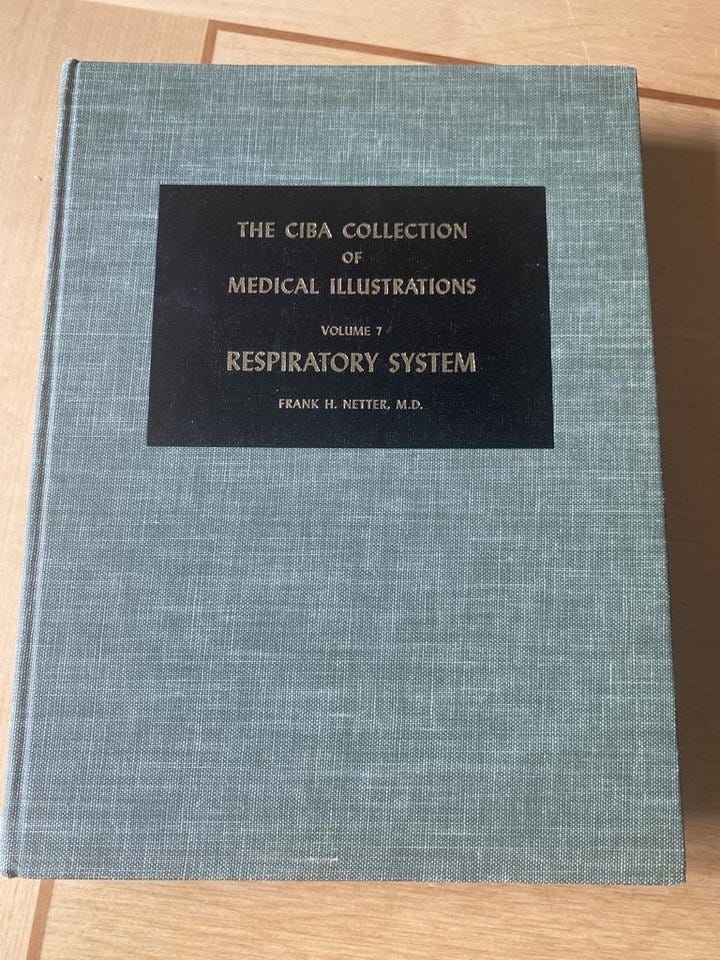 THE CIBA COLLECTION
OF
MEDICAL ILLUSTRATIONS
VOLUME 7
RESPIRATORY SYSTEM
FRANK H. NETTER, M.D.